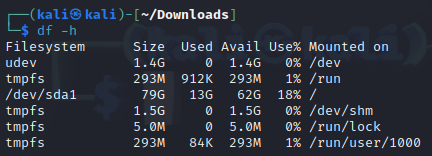 ┌──(kali㉿kali)-[~/Downloads]
└─$ df -h
Filesystem      Size  Used Avail Use% Mounted on
udev            1.4G     0  1.4G   0% /dev
tmpfs           293M  912K  293M   1% /run
/dev/sda1        79G   13G   62G  18% /
tmpfs           1.5G     0  1.5G   0% /dev/shm
tmpfs           5.0M     0  5.0M   0% /run/lock
tmpfs           293M   84K  293M   1% /run/user/1000